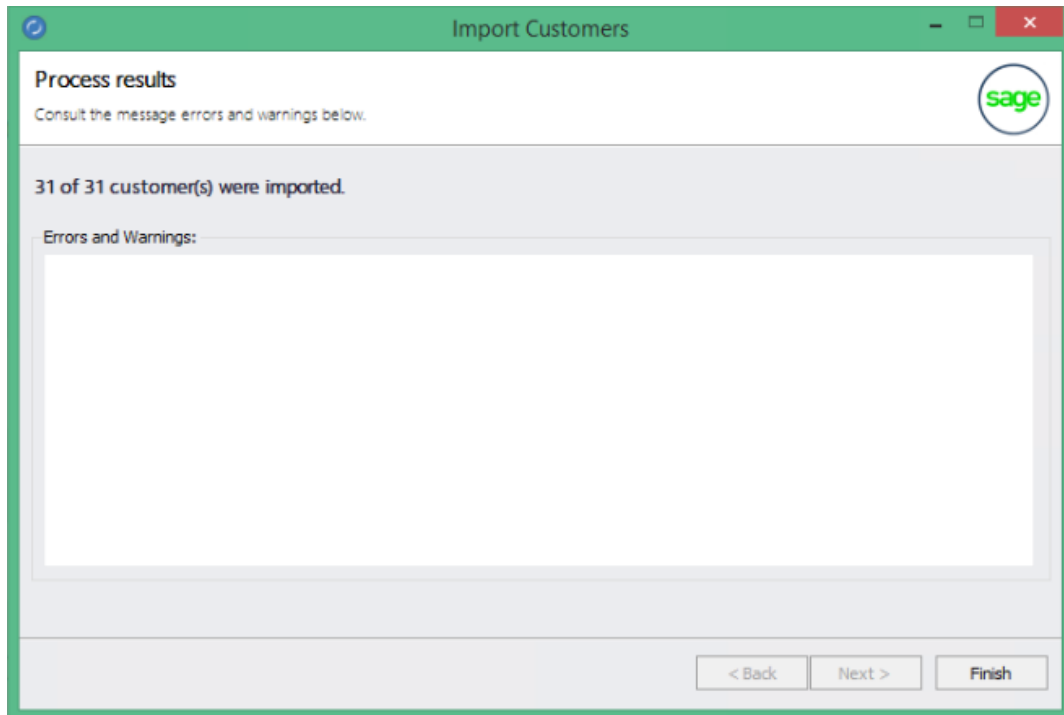 Import Customers
Process results
sage
Consult the message errors and warnings below.
31 of 31 customer(s) were imported.
Errors and Warnings:
< Back Next > Finish